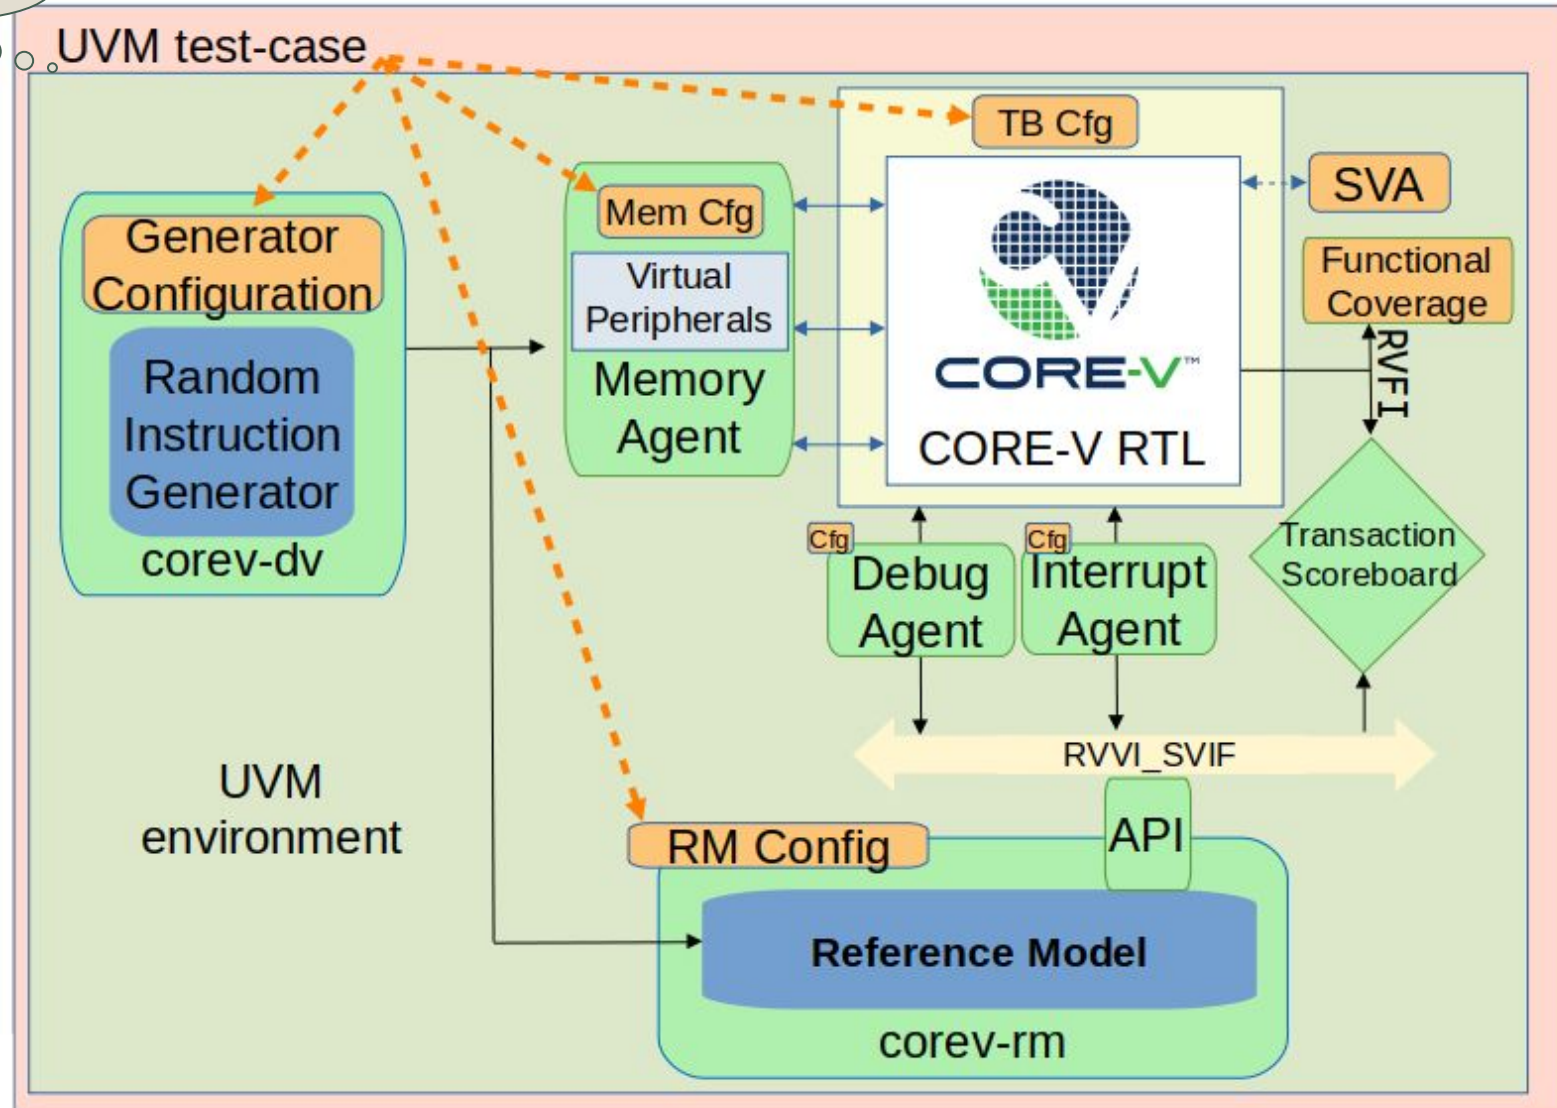 UVM test-case
TB Cfg
SVA
Mem Cfg
Generator
Configuration
Virtual
Peripherals
Functional
Coverage
RVFI
Random
Instruction
Generator
corev-dv
Memory
Agent
CORE-V™
CORE-V RTL
Cfg
Debug
Agent
Cfg
Interrupt
Agent
Transaction
Scoreboard
RVVI_SVIF
UVM
environment
API
RM Config
Reference Model
corev-rm